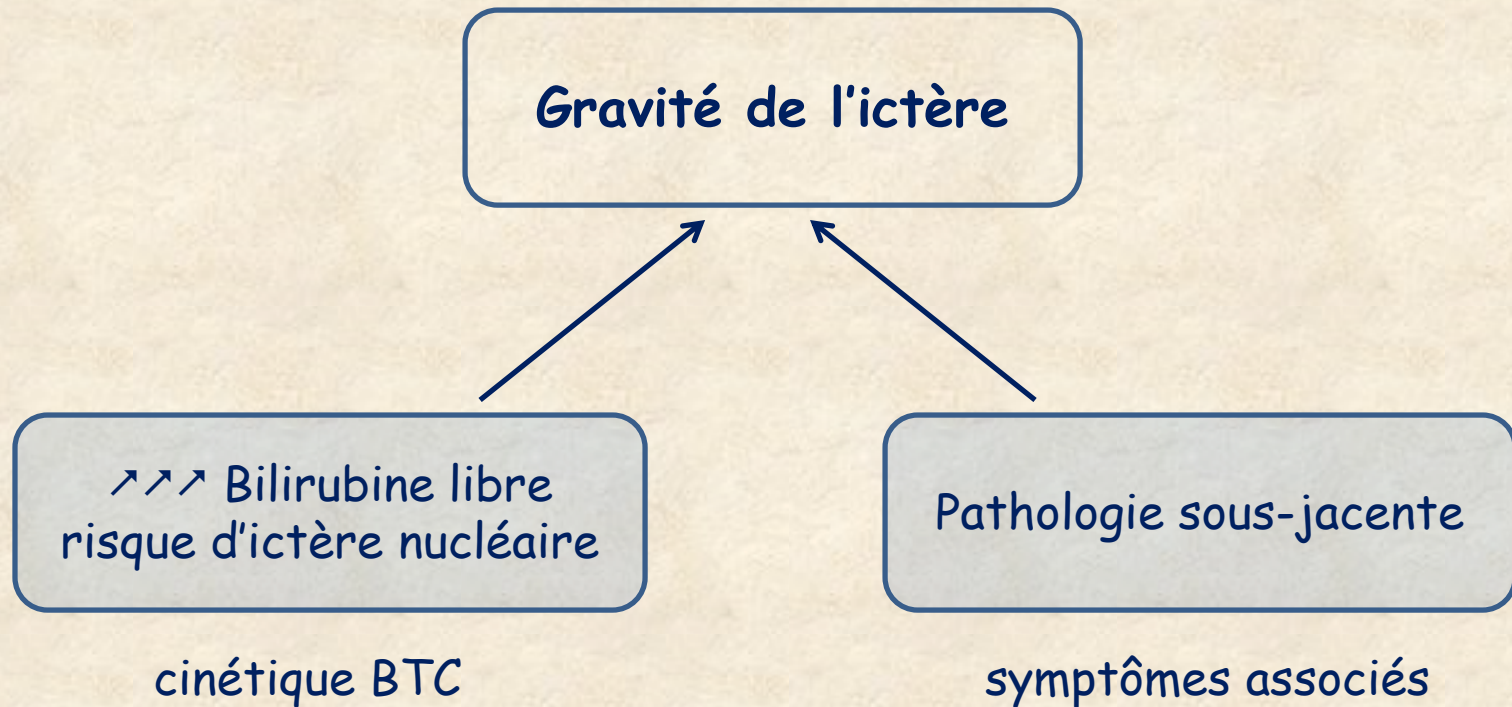 Gravité de l'ictère
↗↗↗ Bilirubine libre
risque d'ictère nucléaire
Pathologie sous-jacente
cinétique BTC
symptômes associés